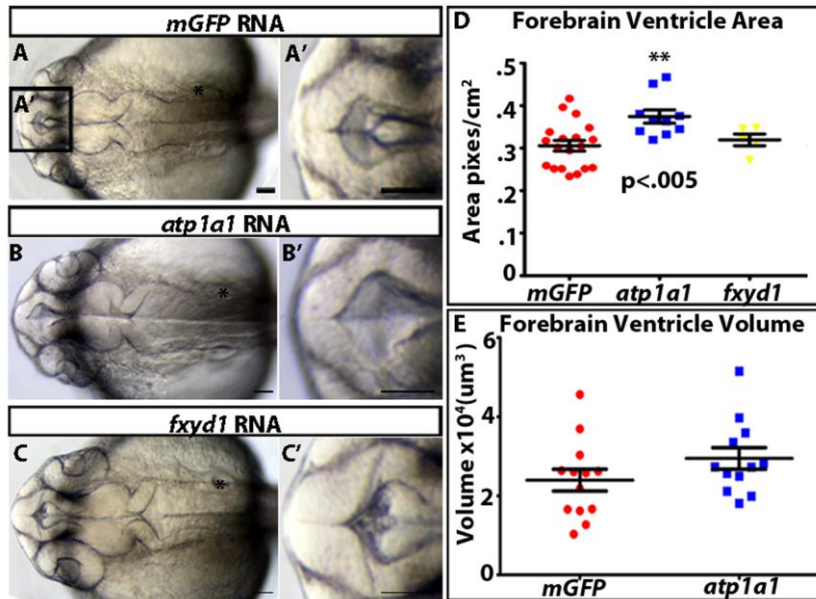 mGFP RNA
A
*
A'
A'
atp1a1 RNA
B
*
B'
fxyd1 RNA
C
*
C'
D Forebrain Ventricle Area
**
.5
.4
.3
.2
.1
0
Area pixes/cm²
p<.005
mGFP atp1a1 fxyd1
E Forebrain Ventricle Volume
6
4
2
0
Volume x10⁴(um³)
mGFP atp1a1